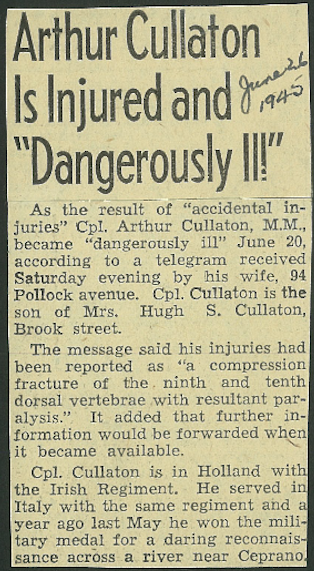 Arthur Cullaton
Is Injured and
"Dangerously Ill!"
June 26
1945
As the result of "accidental in-
juries" Cpl. Arthur Cullaton, M.M.,
became "dangerously ill" June 20,
according to a telegram received
Saturday evening by his wife, 94
Pollock avenue. Cpl. Cullaton is the
son of Mrs. Hugh S. Cullaton,
Brook street.
The message said his injuries had
been reported as "a compression
fracture of the ninth and tenth
dorsal vertebrae with resultant par-
alysis." It added that further in-
formation would be forwarded when
it became available.
Cpl. Cullaton is in Holland with
the Irish Regiment. He served in
Italy with the same regiment and a
year ago last May he won the mili-
tary medal for a daring reconnais-
sance across a river near Ceprano.